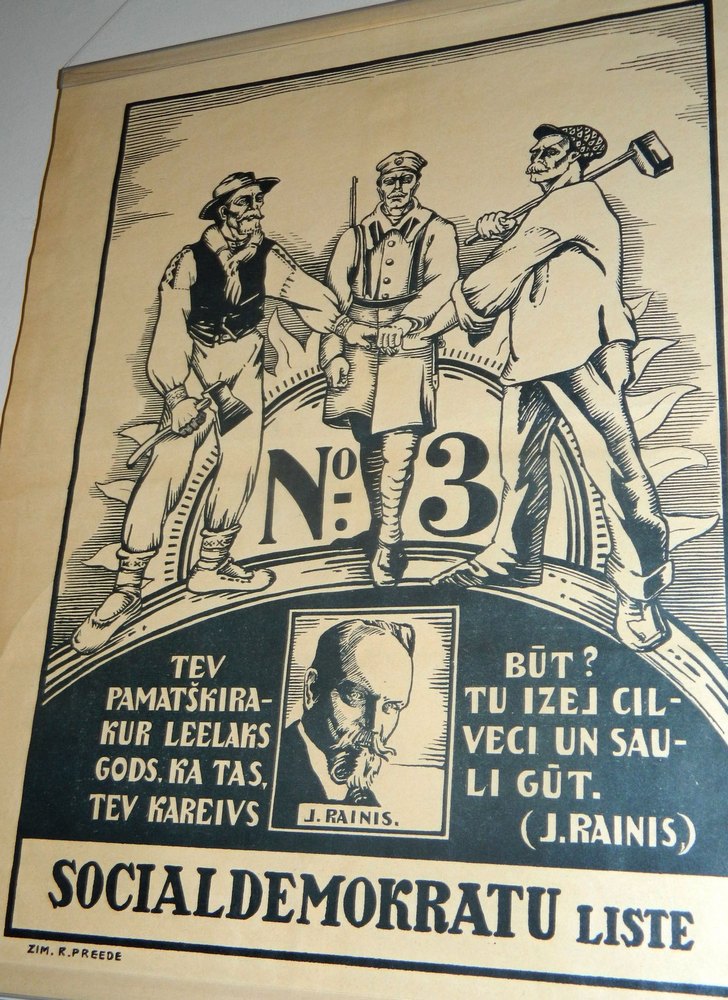 No. 3
TEV
PAMATŠKIRA-
KUR LEELAKS
GODS, KA TAS,
TEV KAREIVS
J. RAINIS.
BŪT?
TU IZEJ CIL-
VECI UN SAU-
LI GŪT.
(J.RAINIS)
SOCIALDEMOKRATU LISTE
ZIM. R. PREEDE